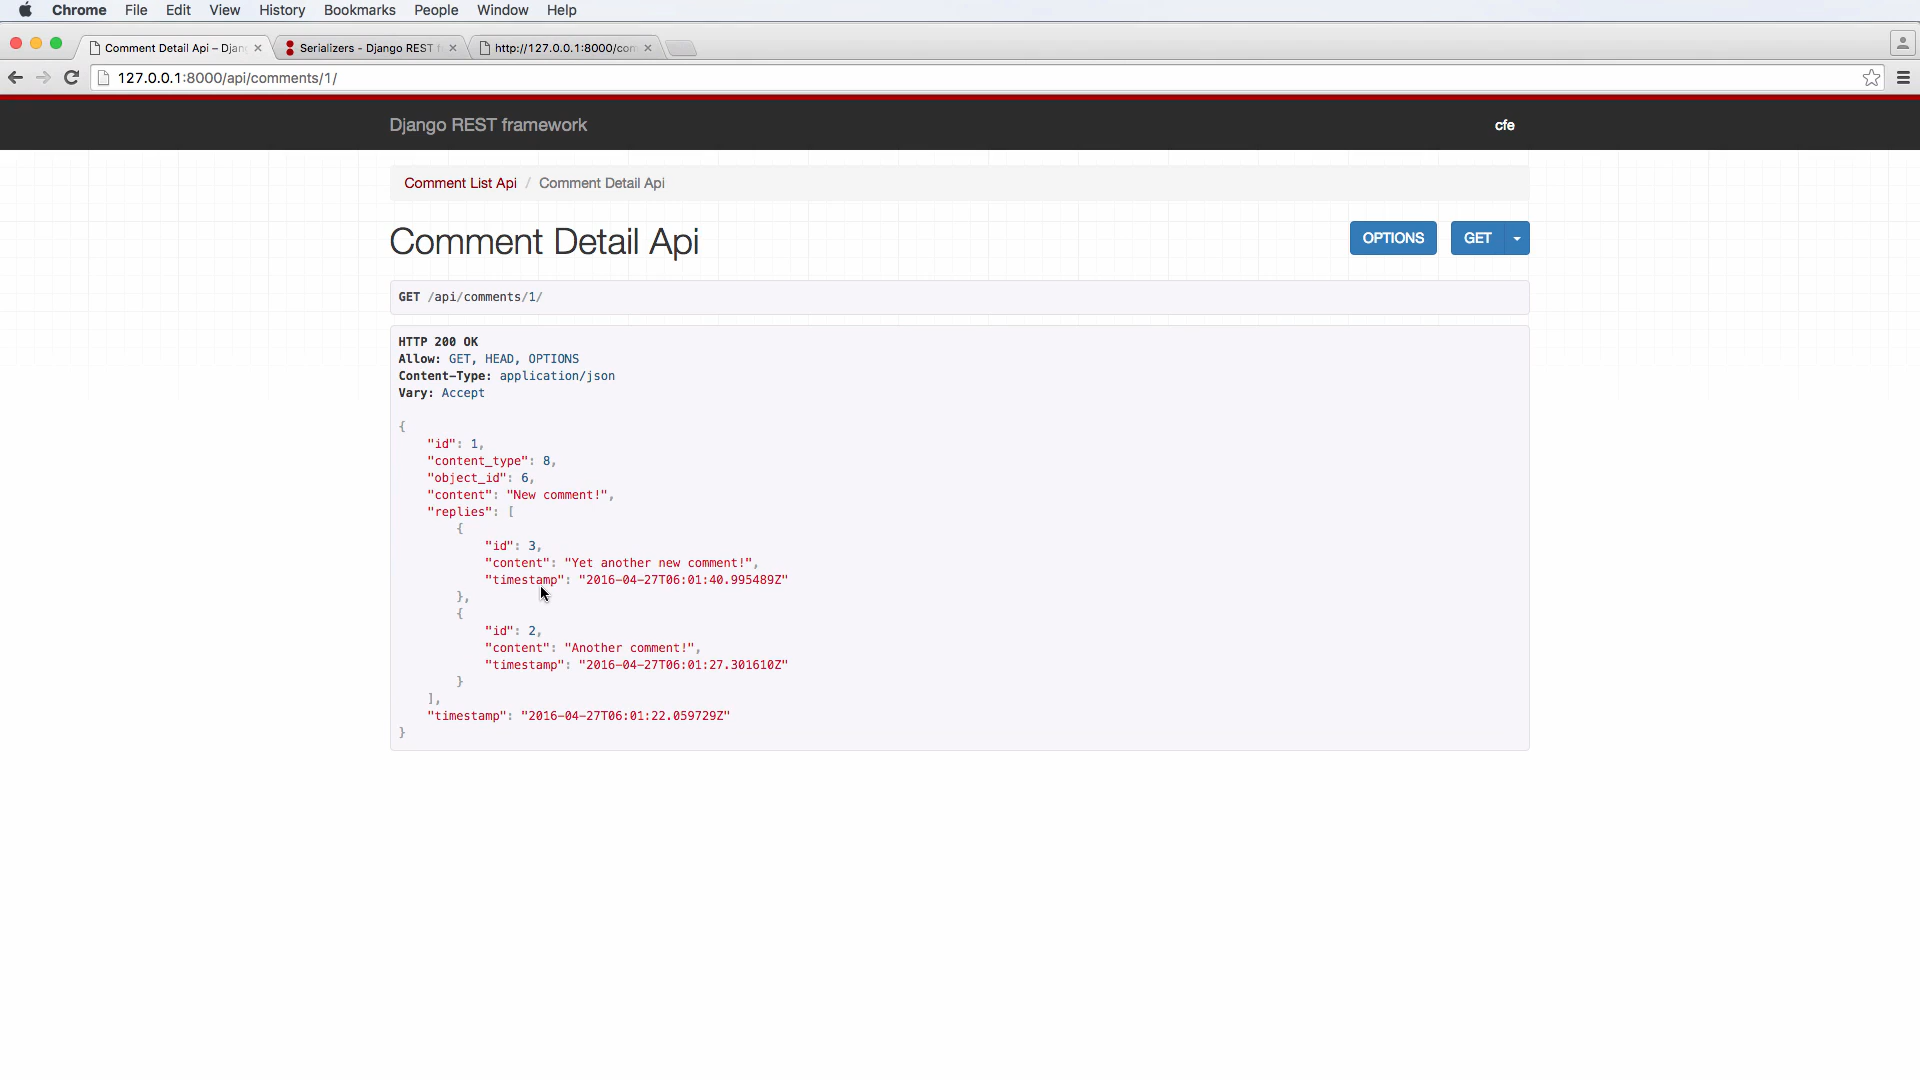 Chrome File Edit View History Bookmarks People Window Help
Comment Detail Api – Djan Serializers - Django REST f http://127.0.0.1:8000/com
127.0.0.1:8000/api/comments/1/
Django REST framework cfe
Comment List Api / Comment Detail Api
Comment Detail Api OPTIONS GET
GET /api/comments/1/
HTTP 200 OK
Allow: GET, HEAD, OPTIONS
Content-Type: application/json
Vary: Accept
{
"id": 1,
"content_type": 8,
"object_id": 6,
"content": "New comment!",
"replies": [
{
"id": 3,
"content": "Yet another new comment!",
"timestamp": "2016-04-27T06:01:40.995489Z"
},
{
"id": 2,
"content": "Another comment!",
"timestamp": "2016-04-27T06:01:27.301610Z"
}
],
"timestamp": "2016-04-27T06:01:22.059729Z"
}